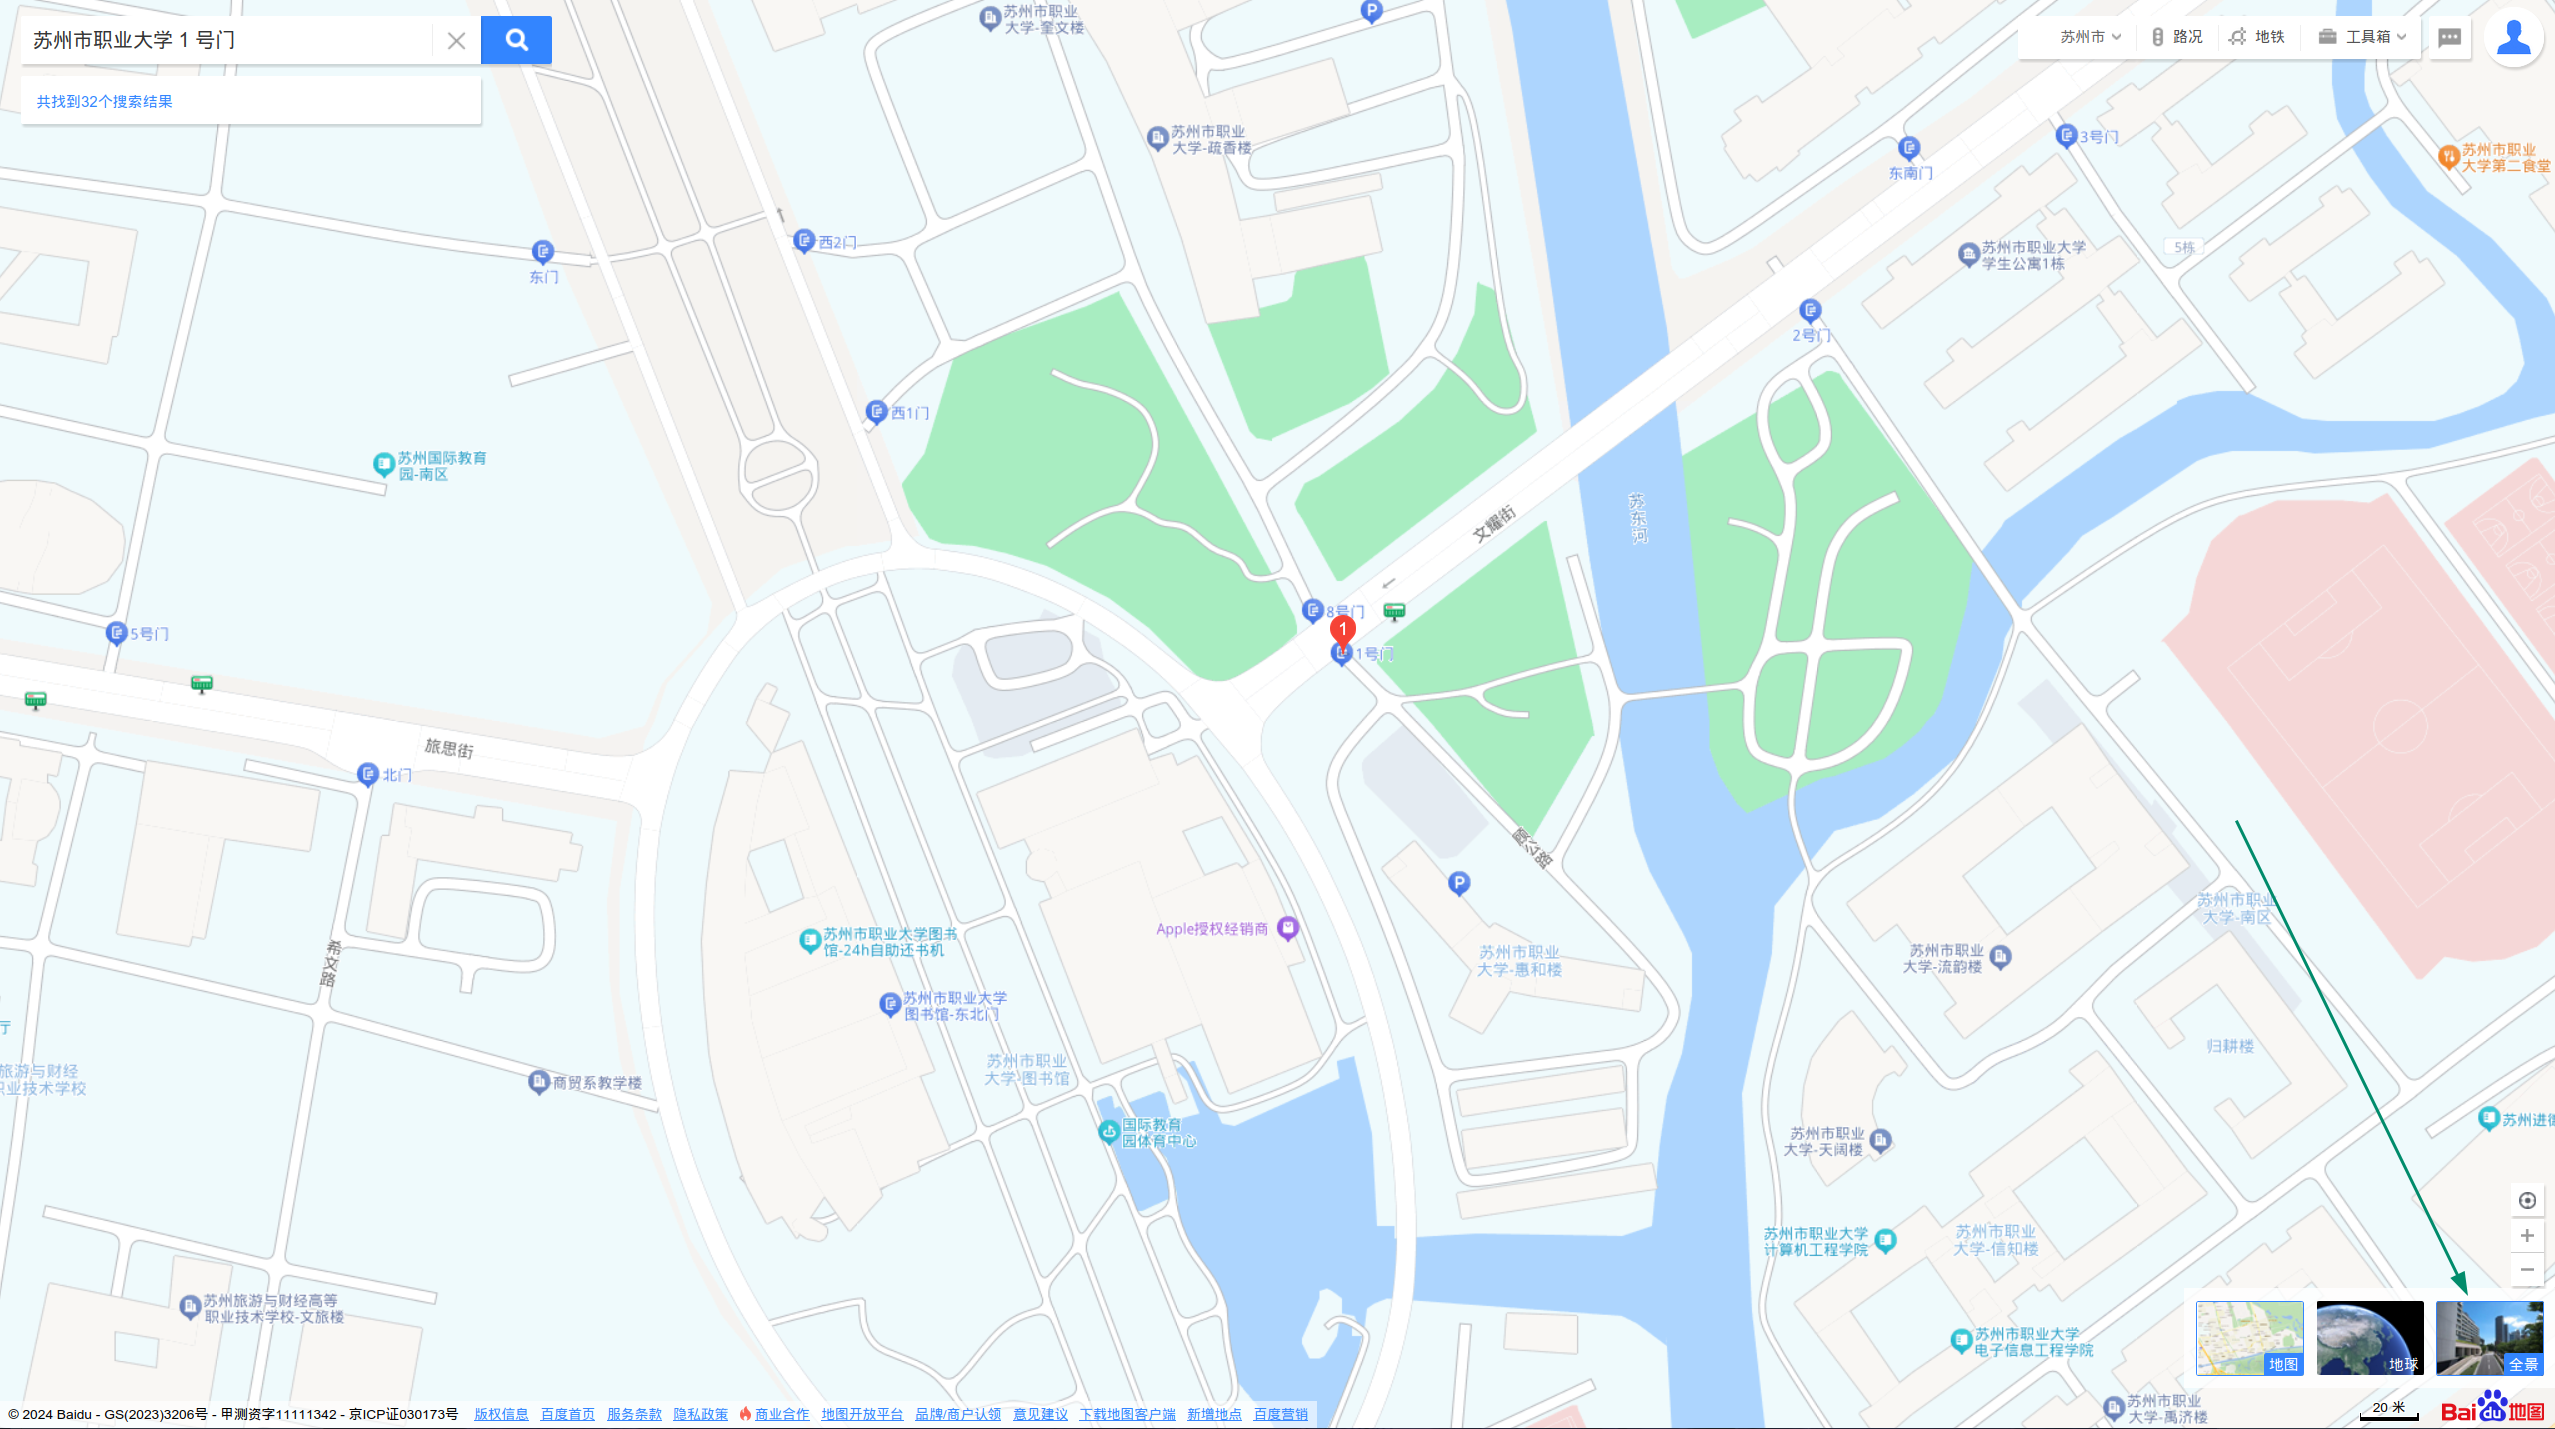 苏州市职业大学 1 号门
共找到32个搜索结果
苏州市
路况
地铁
工具箱
苏州市职业
大学-奎文楼
P
苏州市职业
大学-疏香楼
东南门
3号门
苏州市职业
大学第二食堂
西2门
东门
苏州市职业大学
学生公寓1栋
5栋
2号门
西1门
苏州国际教育
园-南区
苏东河
文耀街
8号门
1
1号门
5号门
旅思街
北门
颐公路
P
苏州市职业
大学-南区
Apple授权经销商
苏州市职业大学图书
馆-24h自助还书机
希文路
苏州市职业
大学-惠和楼
苏州市职业
大学-流韵楼
苏州市职业大学
图书馆-东北门
厅
归耕楼
苏州市职业
大学-图书馆
旅游与财经
职业技术学校
商贸系教学楼
国际教育
园体育中心
苏州市职业
大学-天阔楼
苏州进
苏州市职业大学
计算机工程学院
苏州市职业
大学-信知楼
苏州旅游与财经高等
职业技术学校-文旅楼
苏州市职业大学
电子信息工程学院
地图
地球
全景
苏州市职业
大学-禹济楼
20 米
Bai du 地图
© 2024 Baidu - GS(2023)3206号 - 甲测资字11111342 - 京ICP证030173号 版权信息 百度首页 服务条款 隐私政策 商业合作 地图开放平台 品牌/商户认领 意见建议 下载地图客户端 新增地点 百度营销